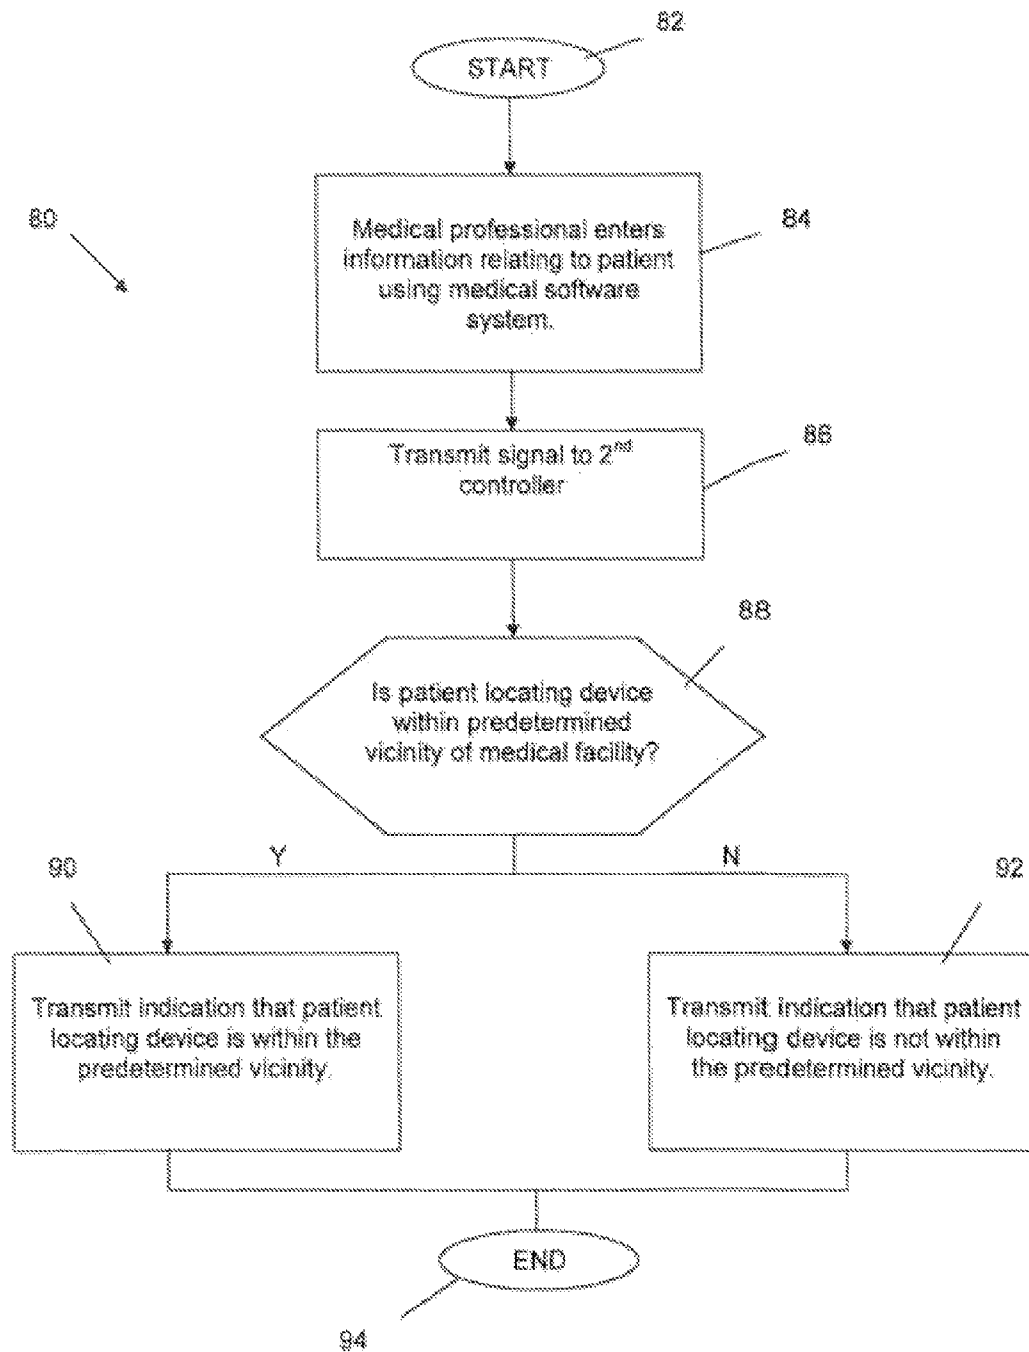 82
START
80
Medical professional enters
information relating to patient
using medical software
system.
84
Transmit signal to 2nd
controller
86
88
Is patient locating device
within predetermined
vicinity of medical facility?
Y
N
90
92
Transmit indication that patient
locating device is within the
predetermined vicinity.
Transmit indication that patient
locating device is not within
the predetermined vicinity.
END
94